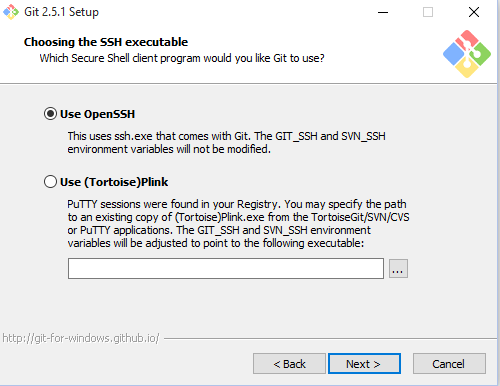 Git 2.5.1 Setup
Choosing the SSH executable
Which Secure Shell client program would you like Git to use?
Use OpenSSH
This uses ssh.exe that comes with Git. The GIT_SSH and SVN_SSH
environment variables will not be modified.
Use (Tortoise)Plink
PuTTY sessions were found in your Registry. You may specify the path
to an existing copy of (Tortoise)Plink.exe from the TortoiseGit/SVN/CVS
or PuTTY applications. The GIT_SSH and SVN_SSH environment
variables will be adjusted to point to the following executable:
...
http://git-for-windows.github.io/
< Back Next > Cancel